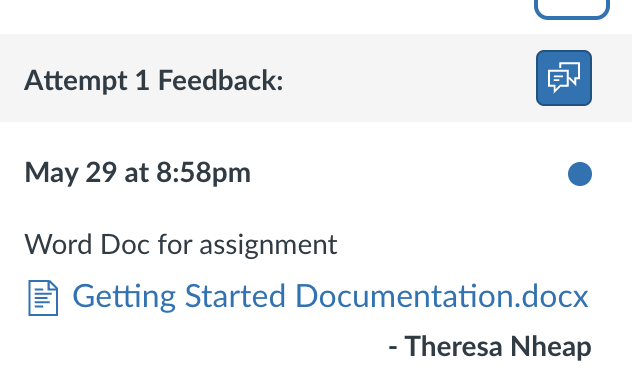 Attempt 1 Feedback:
May 29 at 8:58pm
Word Doc for assignment
Getting Started Documentation.docx
- Theresa Nheap